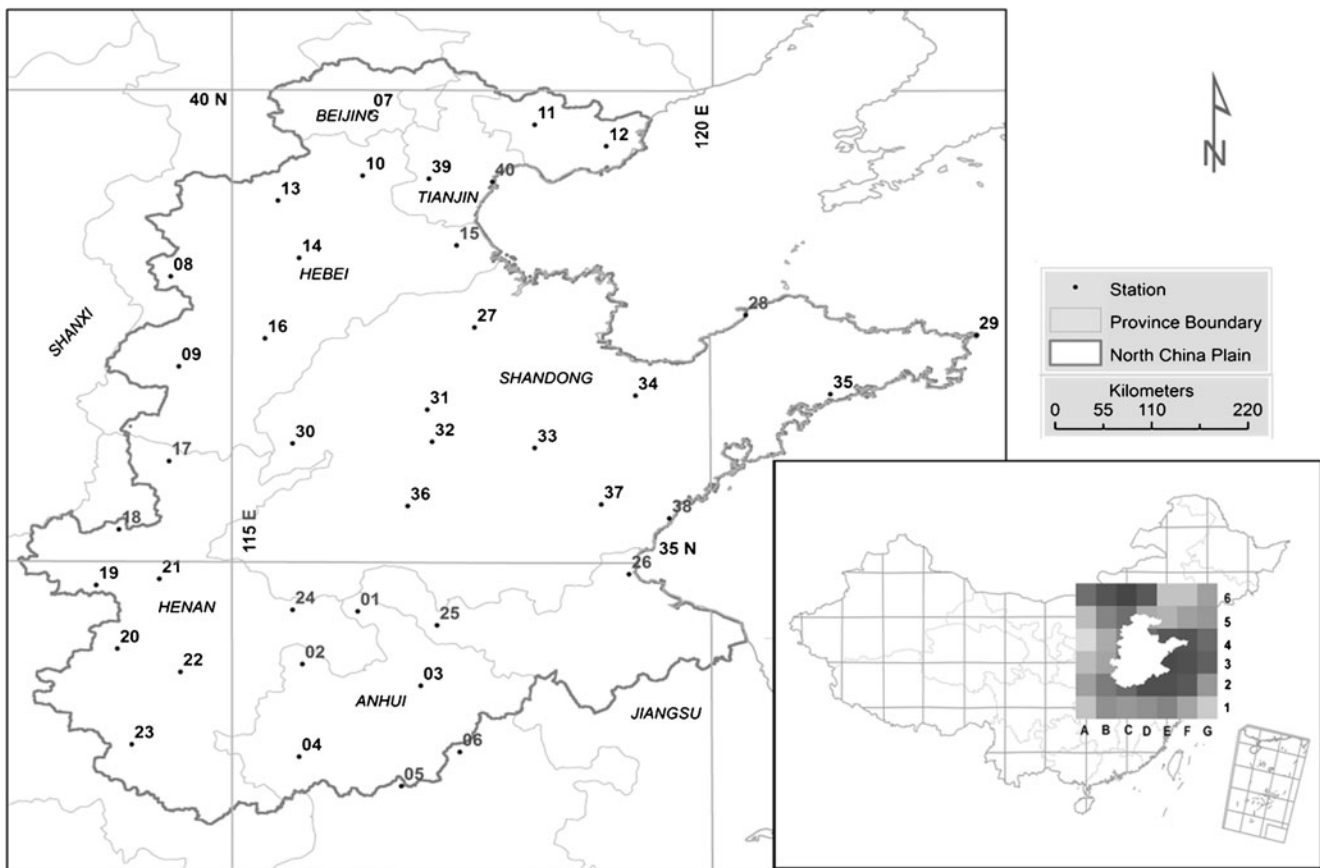 40 N
BEIJING
07
11
120 E
12
10
39
40
13
TIANJIN
15
14
08
HEBEI
28
27
29
SHANXI
16
09
SHANDONG
34
35
31
32
33
30
17
36
37
38
18
115 E
35 N
26
21
19
HENAN
24
01
25
20
02
22
03
ANHUI
JIANGSU
23
04
06
05
N
Station
Province Boundary
North China Plain
Kilometers
0 55 110 220
6
5
4
3
2
1
A B C D E F G